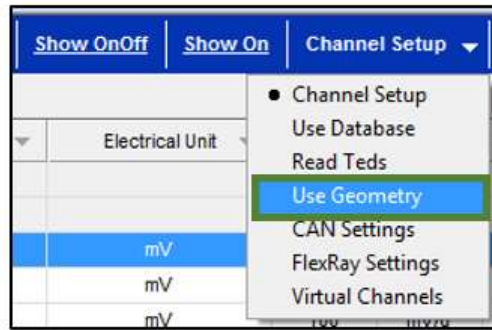 Show OnOff Show On Channel Setup
Channel Setup
Electrical Unit Use Database
Read Teds
Use Geometry
CAN Settings
mV FlexRay Settings
mV Virtual Channels
mV